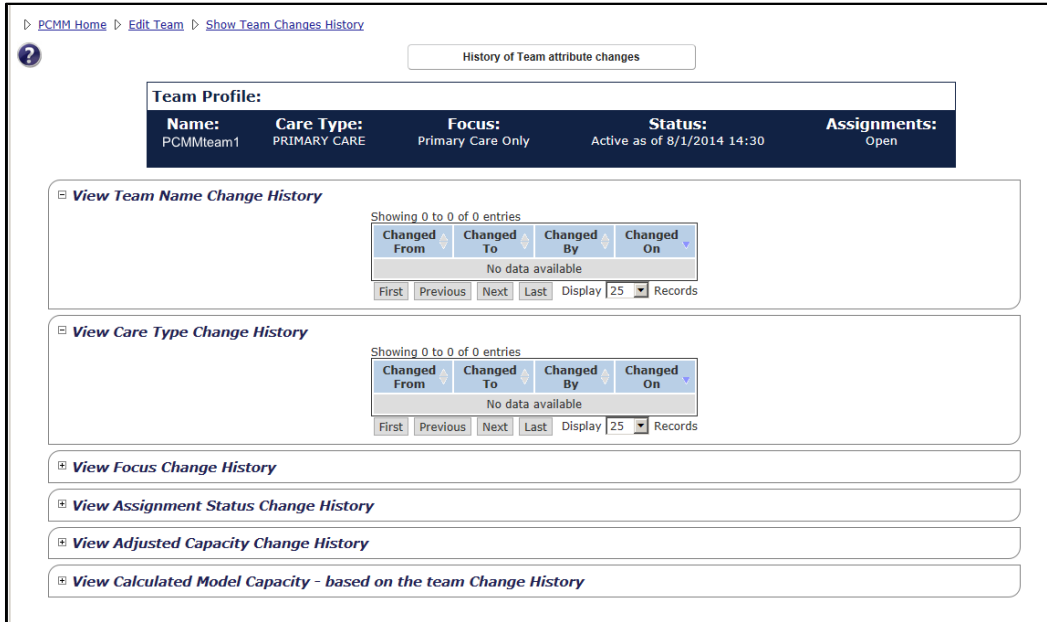 PCMM Home Edit Team Show Team Changes History
?
History of Team attribute changes
Team Profile:
Name: Care Type: Focus: Status: Assignments:
PCMMteam1 PRIMARY CARE Primary Care Only Active as of 8/1/2014 14:30 Open
View Team Name Change History
Showing 0 to 0 of 0 entries
Changed From Changed To Changed By Changed On
No data available
First Previous Next Last Display 25 Records
View Care Type Change History
Showing 0 to 0 of 0 entries
Changed From Changed To Changed By Changed On
No data available
First Previous Next Last Display 25 Records
View Focus Change History
View Assignment Status Change History
View Adjusted Capacity Change History
View Calculated Model Capacity - based on the team Change History